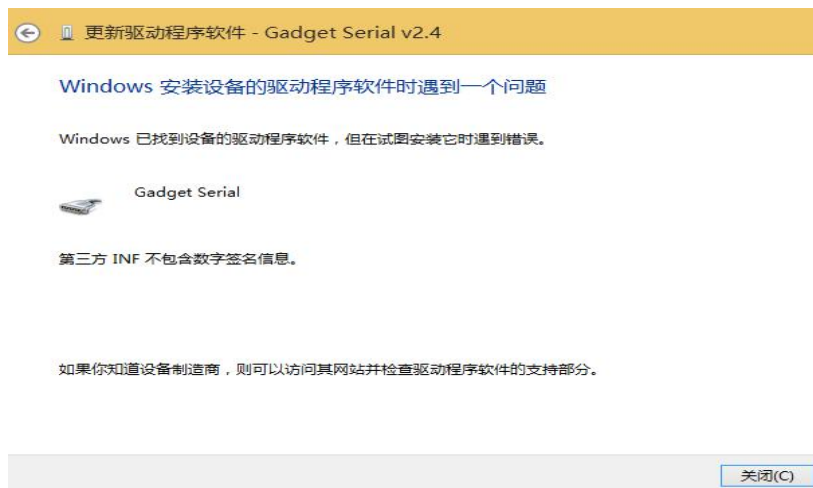 更新驱动程序软件 - Gadget Serial v2.4
Windows 安装设备的驱动程序软件时遇到一个问题
Windows 已找到设备的驱动程序软件，但在试图安装它时遇到错误。
Gadget Serial
第三方 INF 不包含数字签名信息。
如果你知道设备制造商，则可以访问其网站并检查驱动程序软件的支持部分。
关闭(C)